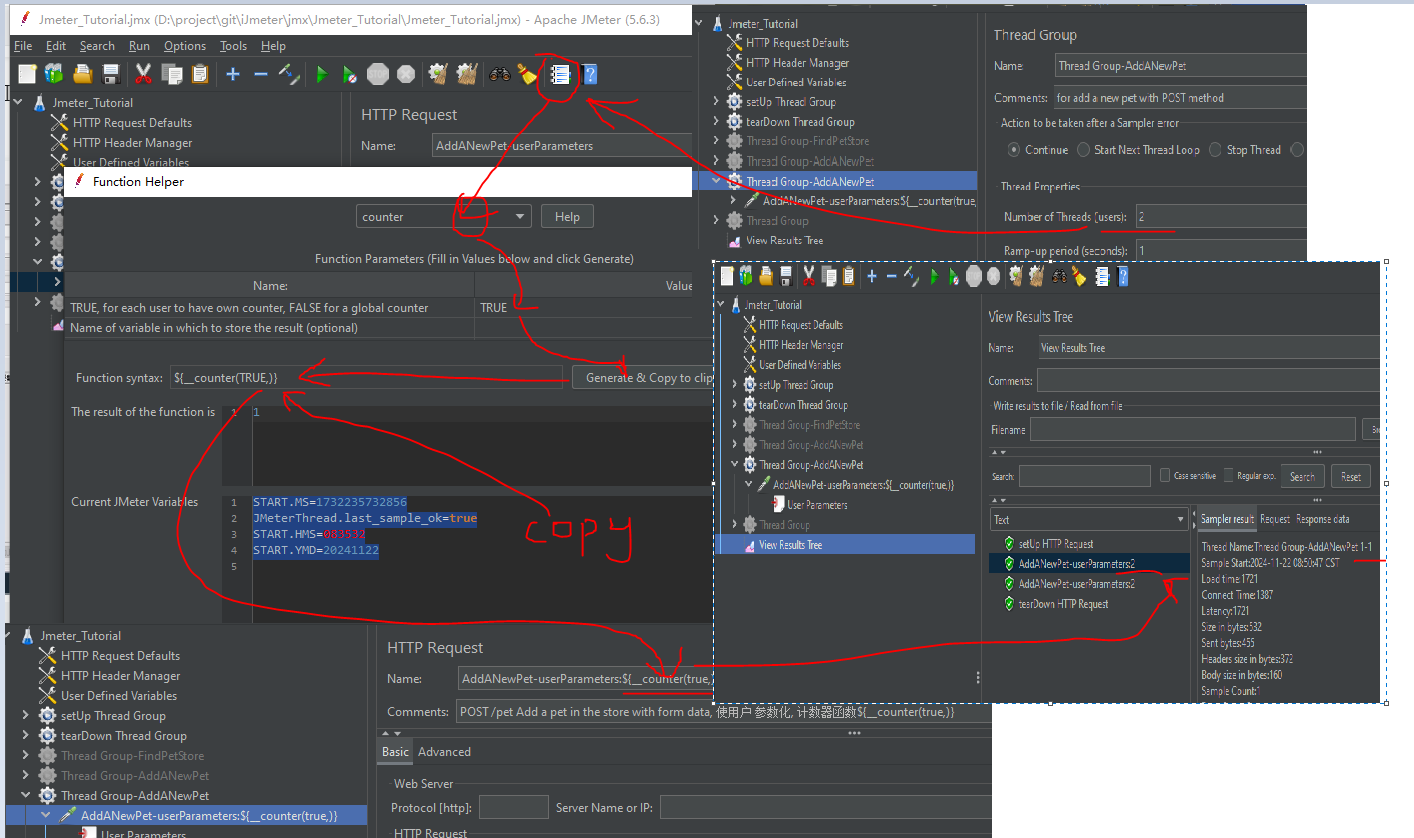 Jmeter_Tutorial.jmx (D:\project\git\iJmeter\jmx\Jmeter_Tutorial\Jmeter_Tutorial.jmx) - Apache JMeter (5.6.3)
File Edit Search Run Options Tools Help
Jmeter_Tutorial
HTTP Request Defaults
HTTP Header Manager
User Defined Variables
HTTP Request
Name: AddANewPet-userParameters
Function Helper
counter
Help
Function Parameters (Fill in Values below and click Generate)
Name: Value
TRUE, for each user to have own counter, FALSE for a global counter TRUE
Name of variable in which to store the result (optional)
Function syntax: ${__counter(TRUE,)} Generate & Copy to clip
The result of the function is
1 1
Current JMeter Variables
1 START.MS=1732235732856
2 JMeterThread.last_sample_ok=true
3 START.HMS=083532
4 START.YMD=20241122
5
copy
Jmeter_Tutorial
HTTP Request Defaults
HTTP Header Manager
User Defined Variables
setUp Thread Group
tearDown Thread Group
Thread Group-FindPetStore
Thread Group-AddANewPet
Thread Group-AddANewPet
AddANewPet-userParameters:${__counter(true,
Thread Group
View Results Tree
Thread Group
Name: Thread Group-AddANewPet
Comments: for add a new pet with POST method
Action to be taken after a Sampler error
Continue Start Next Thread Loop Stop Thread
Thread Properties
Number of Threads (users): 2
Ramp-up period (seconds): 1
Jmeter_Tutorial
HTTP Request Defaults
HTTP Header Manager
User Defined Variables
setUp Thread Group
tearDown Thread Group
Thread Group-FindPetStore
Thread Group-AddANewPet
Thread Group-AddANewPet
AddANewPet-userParameters:${__counter(true,)}
User Parameters
Thread Group
View Results Tree
View Results Tree
Name: View Results Tree
Comments:
Write results to file / Read from file
Filename
Search: Case sensitive Regular exp. Search Reset
Text
setUp HTTP Request
AddANewPet-userParameters:2
AddANewPet-userParameters:2
tearDown HTTP Request
Sampler result Request Response data
Thread Name:Thread Group-AddANewPet 1-1
Sample Start:2024-11-22 08:50:47 CST
Load time:1721
Connect Time:1387
Latency:1721
Size in bytes:532
Sent bytes:455
Headers size in bytes:372
Body size in bytes:160
Sample Count:1
Jmeter_Tutorial
HTTP Request Defaults
HTTP Header Manager
User Defined Variables
setUp Thread Group
tearDown Thread Group
Thread Group-FindPetStore
Thread Group-AddANewPet
Thread Group-AddANewPet
AddANewPet-userParameters:${__counter(true,)}
User Parameters
HTTP Request
Name: AddANewPet-userParameters:${__counter(true,
Comments: POST /pet Add a pet in the store with form data, 使用户 参数化, 计数器函数${__counter(true,)}
Basic Advanced
Web Server
Protocol [http]: Server Name or IP:
HTTP Request